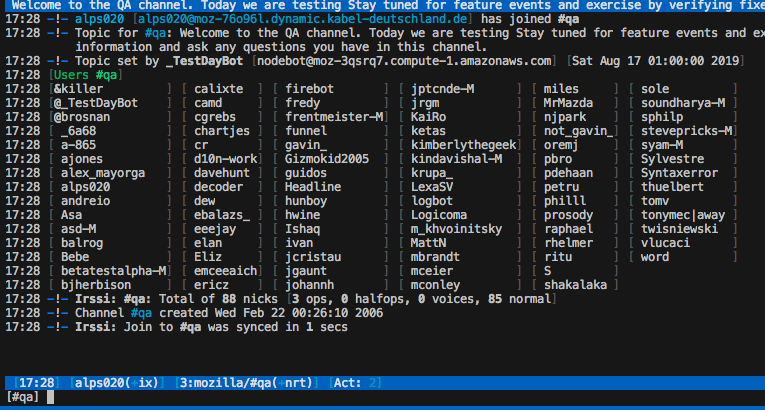 Welcome to the QA channel. Today we are testing Stay tuned for feature events and exercise by verifying fixe
17:28 -!- alps020 [alps020@moz-76o96l.dynamic.kabel-deutschland.de] has joined #qa
17:28 -!- Topic for #qa: Welcome to the QA channel. Today we are testing Stay tuned for feature events and ex
information and ask any questions you have in this channel.
17:28 -!- Topic set by _TestDayBot [nodebot@moz-3qsrq7.compute-1.amazonaws.com] [Sat Aug 17 01:00:00 2019]
17:28 [Users #qa]
17:28 [&killer ] [ calixte ] [ firebot ] [ jptcnde-M ] [ miles ] [ sole ]
17:28 [@_TestDayBot ] [ camd ] [ fredy ] [ jrgm ] [ MrMazda ] [ soundharya-M ]
17:28 [@brosnan ] [ cgrebs ] [ frentmeister-M] [ KaiRo ] [ njpark ] [ sphilp ]
17:28 [ _6a68 ] [ chartjes ] [ funnel ] [ ketas ] [ not_gavin_] [ stevepricks-M]
17:28 [ a-865 ] [ cr ] [ gavin_ ] [ kimberlythegeek] [ oremj ] [ syam-M ]
17:28 [ ajones ] [ d10n-work] [ Gizmokid2005 ] [ kindavishal-M ] [ pbro ] [ Sylvestre ]
17:28 [ alex_mayorga ] [ davehunt ] [ guidos ] [ krupa_ ] [ pdehaan ] [ Syntaxerror ]
17:28 [ alps020 ] [ decoder ] [ Headline ] [ LexaSV ] [ petru ] [ thuelbert ]
17:28 [ andreio ] [ dew ] [ hunboy ] [ logbot ] [ philll ] [ tomv ]
17:28 [ Asa ] [ ebalazs_ ] [ hwine ] [ Logicoma ] [ prosody ] [ tonymec|away ]
17:28 [ asd-M ] [ eeejay ] [ Ishaq ] [ m_khvoinitsky ] [ raphael ] [ twisniewski ]
17:28 [ balrog ] [ elan ] [ ivan ] [ MattN ] [ rhelmer ] [ vlucaci ]
17:28 [ Bebe ] [ Eliz ] [ jcristau ] [ mbrandt ] [ ritu ] [ word ]
17:28 [ betatestalpha-M] [ emceeaich] [ jgaunt ] [ mceier ] [ S ]
17:28 [ bjherbison ] [ ericz ] [ johannh ] [ mconley ] [ shakalaka ]
17:28 -!- Irssi: #qa: Total of 88 nicks [3 ops, 0 halfops, 0 voices, 85 normal]
17:28 -!- Channel #qa created Wed Feb 22 00:26:10 2006
17:28 -!- Irssi: Join to #qa was synced in 1 secs
[17:28] [alps020(+ix)] [3:mozilla/#qa(+nrt)] [Act: 2]
[#qa]